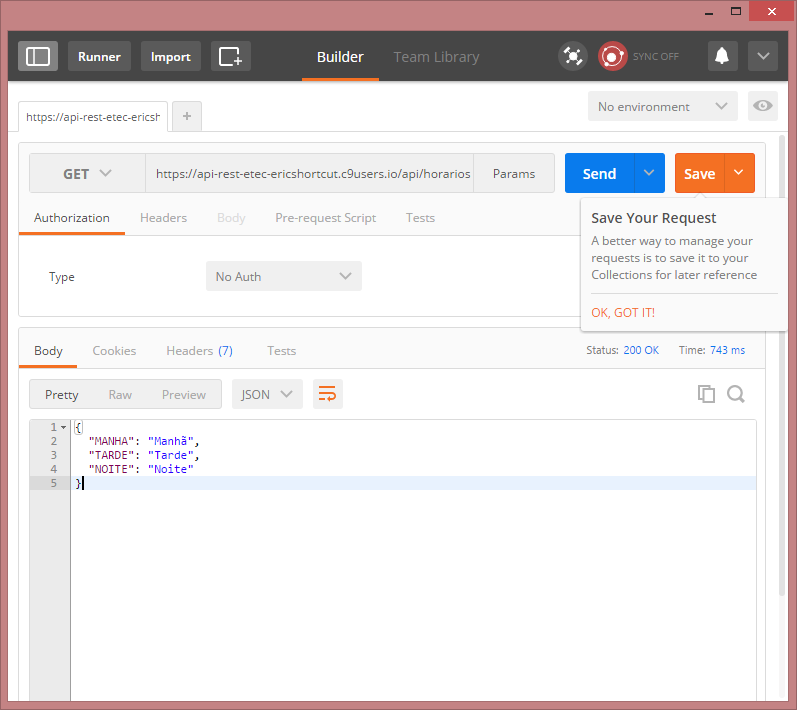 Runner
Import
Builder
Team Library
SYNC OFF
https://api-rest-etec-ericsh
+
No environment
GET
https://api-rest-etec-ericshortcut.c9users.io/api/horarios
Params
Send
Save
Authorization
Headers
Body
Pre-request Script
Tests
Save Your Request
A better way to manage your
requests is to save it to your
Collections for later reference
OK, GOT IT!
Type
No Auth
Body
Cookies
Headers (7)
Tests
Status: 200 OK
Time: 743 ms
Pretty
Raw
Preview
JSON
1 {
2 "MANHA": "Manhã",
3 "TARDE": "Tarde",
4 "NOITE": "Noite"
5 }